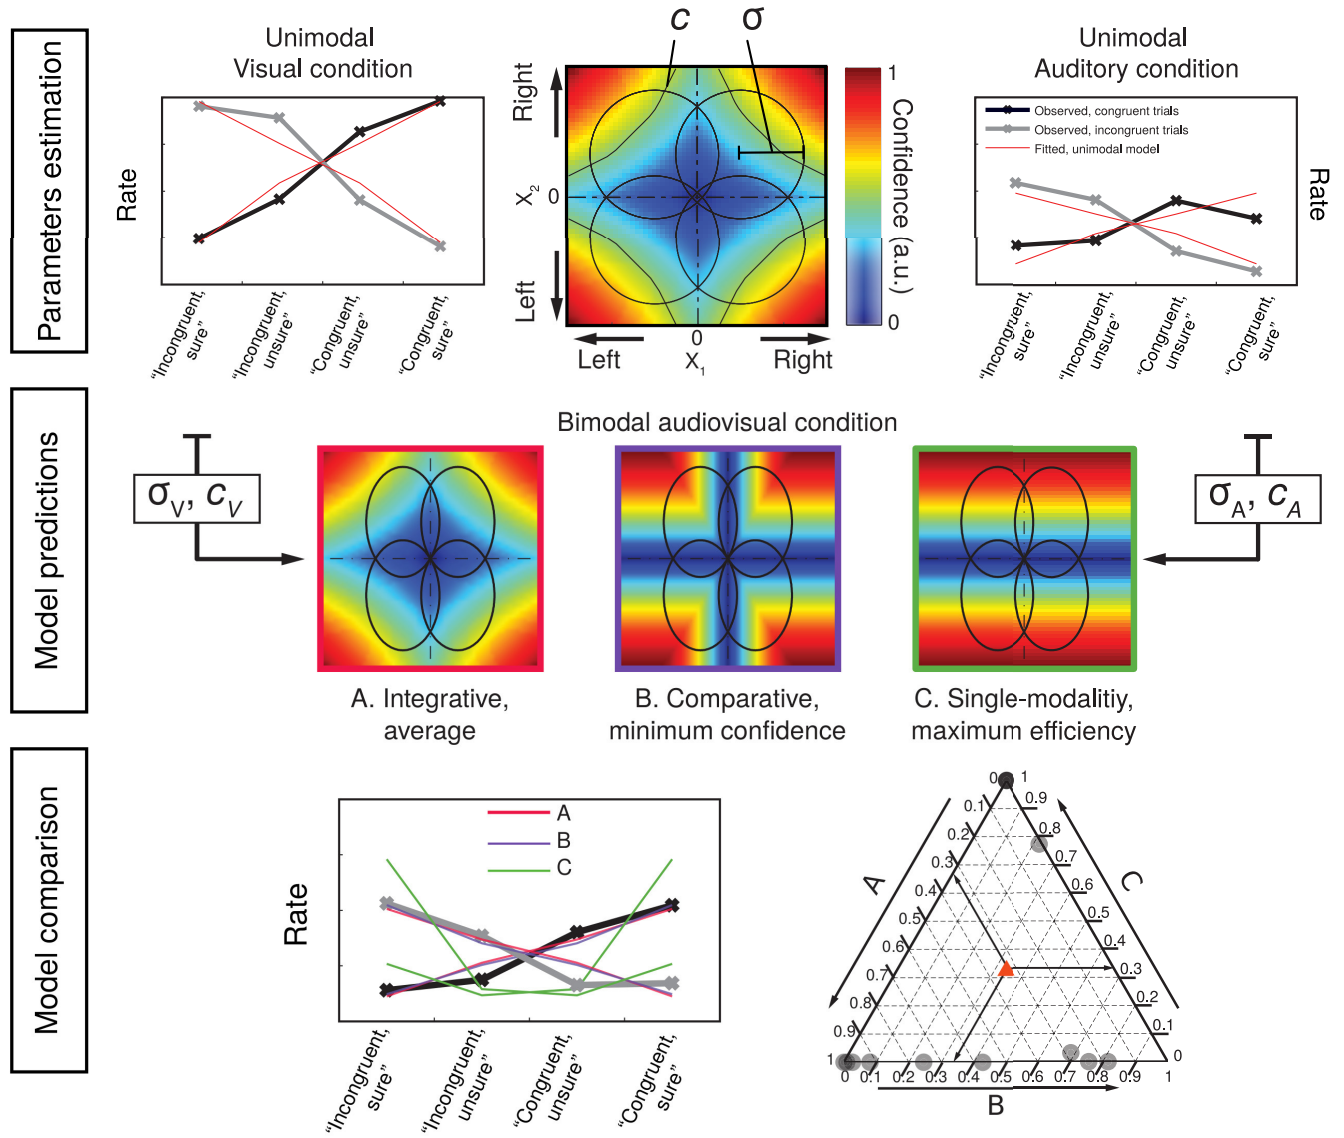 Parameters estimation
Unimodal
Visual condition
Rate
"Incongruent,
sure"
"Incongruent,
unsure"
"Congruent,
unsure"
"Congruent,
sure"
c
σ
Right
X2
0
Left
0
Left
X1
Right
1
Confidence (a.u.)
0
Unimodal
Auditory condition
Observed, congruent trials
Observed, incongruent trials
Fitted, unimodal model
Rate
"Incongruent,
sure"
"Incongruent,
unsure"
"Congruent,
unsure"
"Congruent,
sure"
Model predictions
Bimodal audiovisual condition
σV, cV
σA, cA
A. Integrative,
average
B. Comparative,
minimum confidence
C. Single-modalitiy,
maximum efficiency
Model comparison
A
B
C
Rate
"Incongruent,
sure"
"Incongruent,
unsure"
"Congruent,
unsure"
"Congruent,
sure"
A
0
0.1
0.2
0.3
0.5
0.6
0.7
0.8
0.9
1
C
1
0.9
0.8
0.7
0.6
0.5
0.4
0.3
0.2
0.1
0
0 0.1 0.2 0.3 0.4 0.5 0.6 0.7 0.8 0.9 1
B